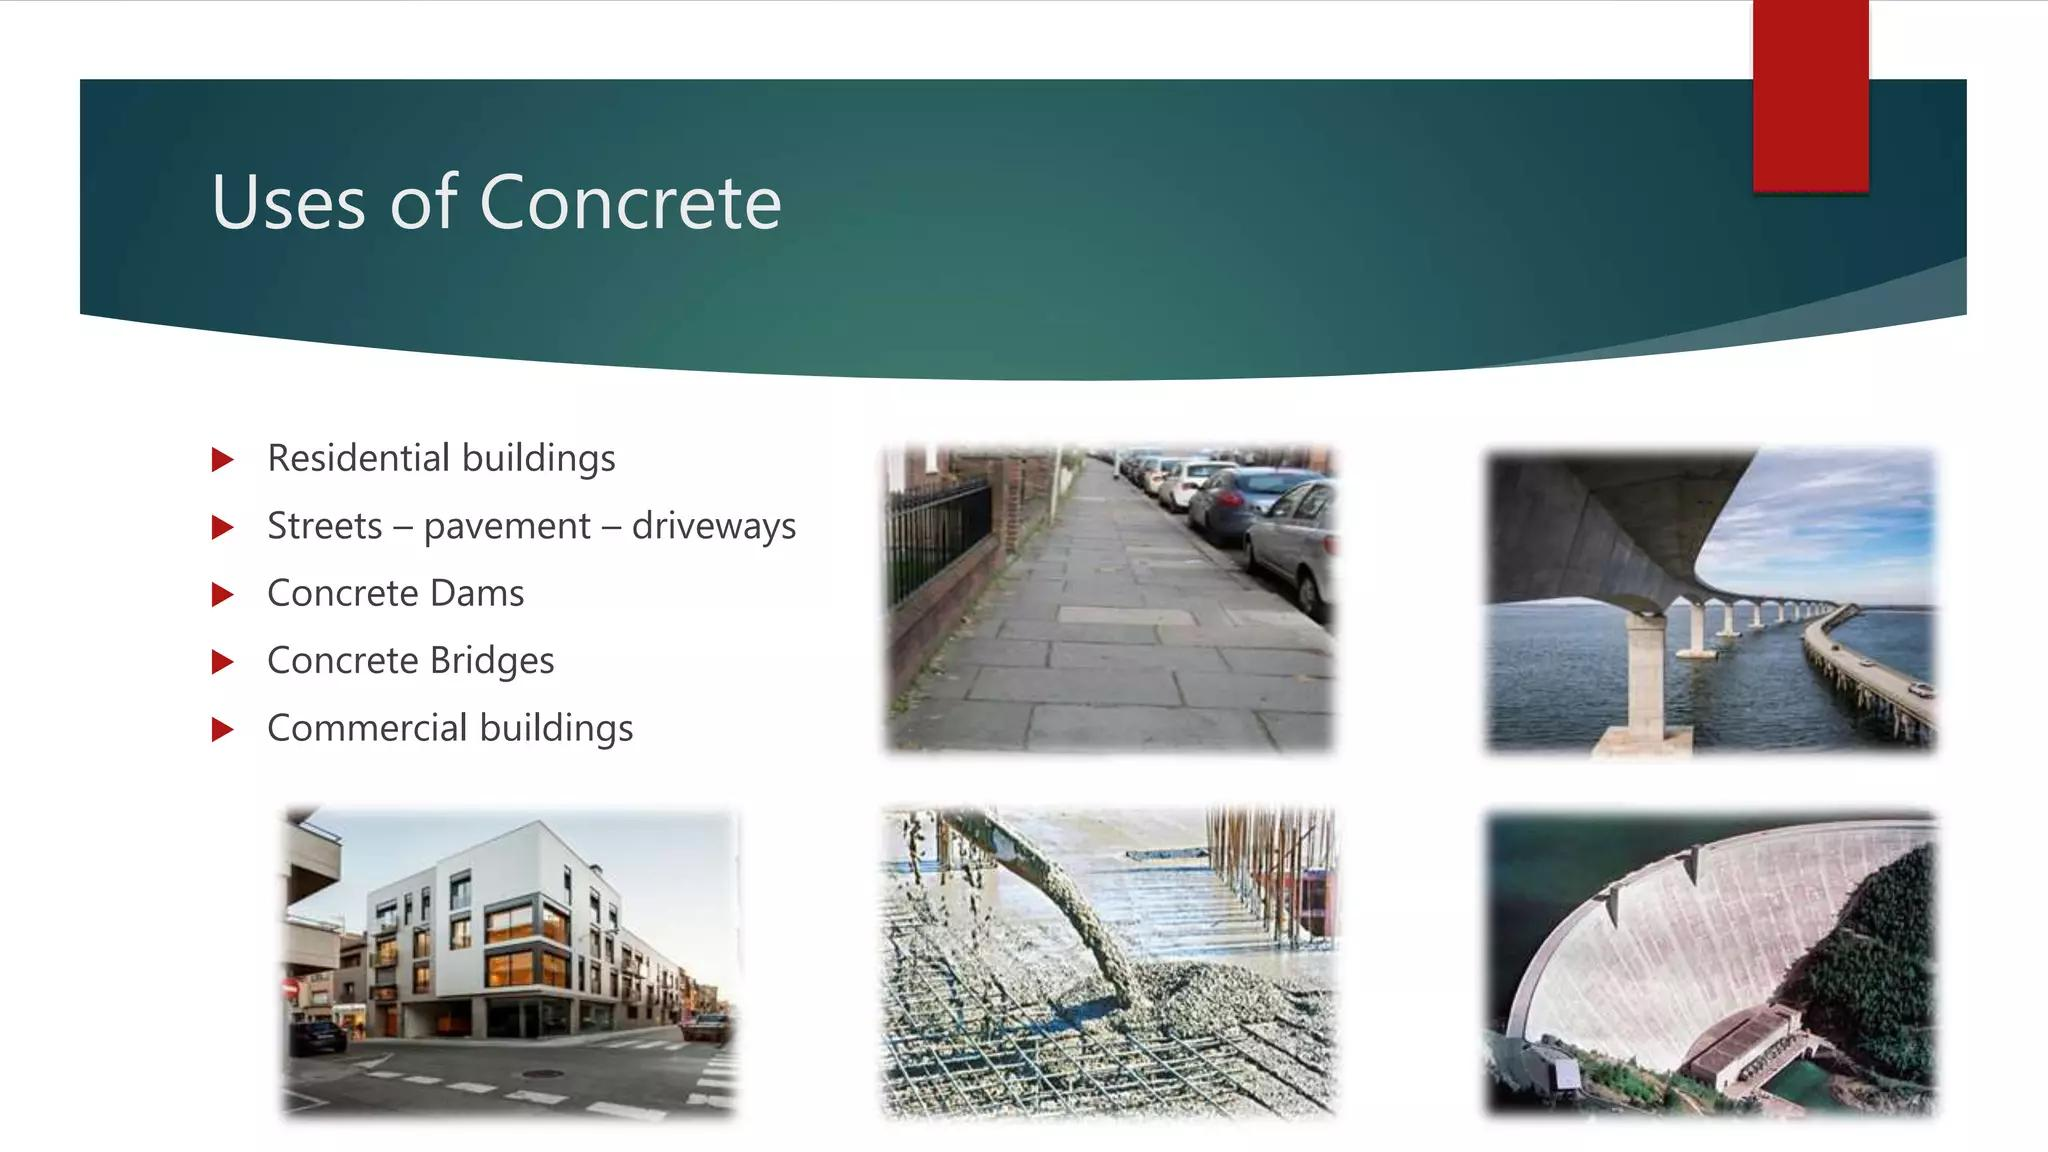 Uses of Concrete
Residential buildings
Streets – pavement – driveways
Concrete Dams
Concrete Bridges
Commercial buildings